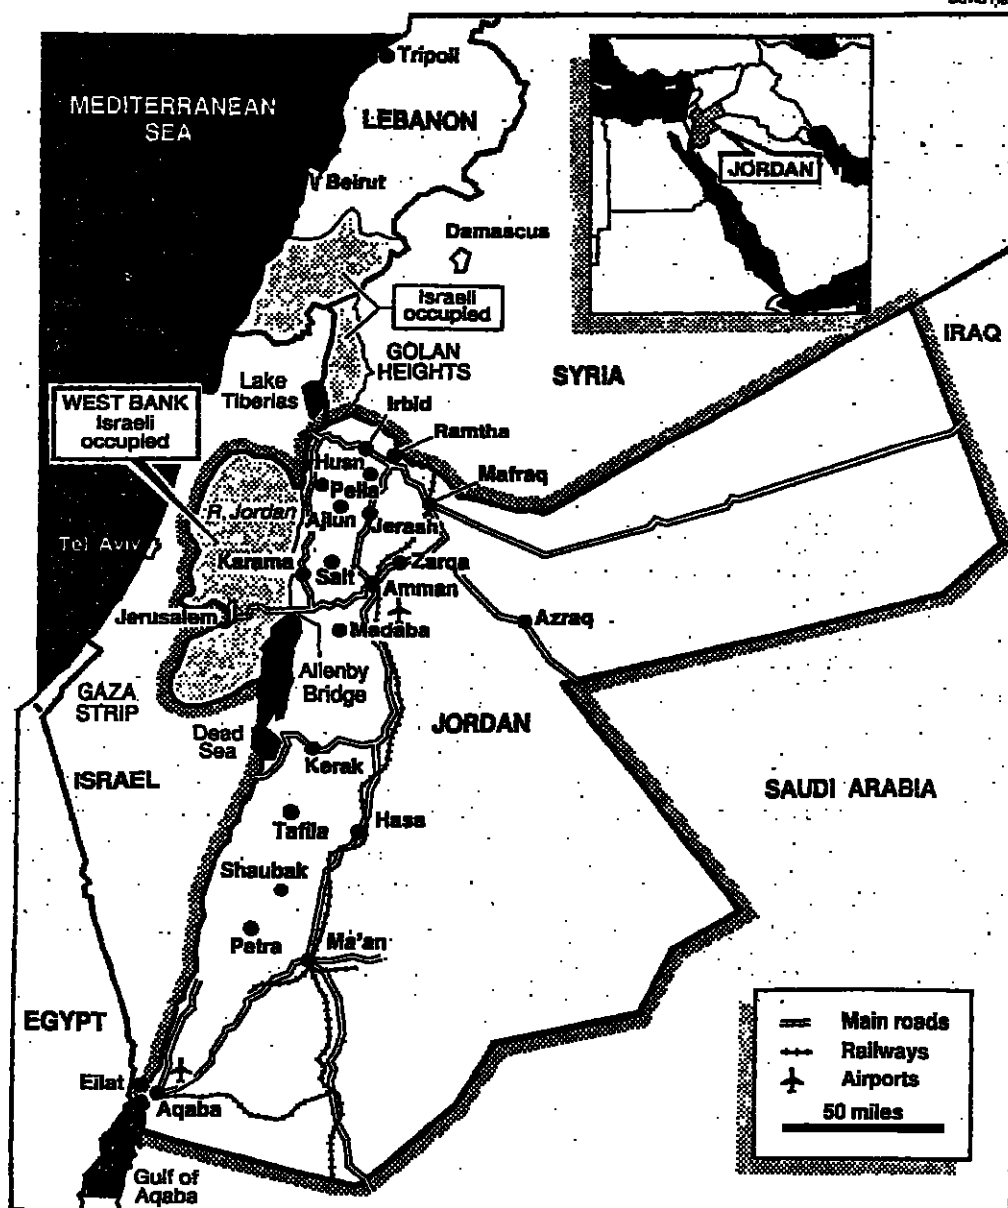 Tripoli
MEDITERRANEAN
SEA
LEBANON
JORDAN
Beirut
Damascus
Israeli
occupied
IRAQ
GOLAN
HEIGHTS
SYRIA
Lake
Tiberias
WEST BANK
Israeli
occupied
Irbid
Ramtha
Husn
Mafraq
Pella
R. Jordan
Ajlun
Jerash
Tel Aviv
Karama
Salt
Zarqa
Amman
Jerusalem
Madaba
Azraq
Allenby
Bridge
GAZA
STRIP
Dead
Sea
JORDAN
Kerak
ISRAEL
SAUDI ARABIA
Tafila
Hasa
Shaubak
Petra
Ma'an
EGYPT
Main roads
Railways
Airports
50 miles
Eilat
Aqaba
Gulf of
Aqaba